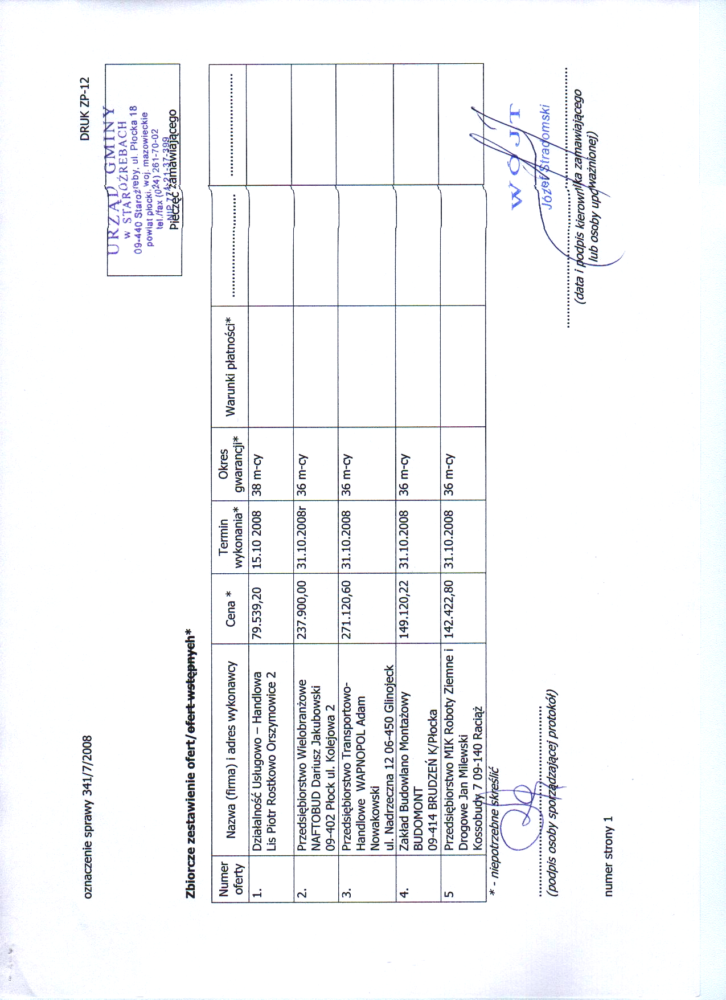 oznaczenie sprawy 341/7/2008
DRUK ZP-12
URZĄD GMINY
w STAROŹREBACH
09-440 Staroźreby, ul. Płocka 18
powiat płocki, woj. mazowieckie
tel./fax (024) 261-70-02
NIP 774-21-37-399
Pieczęć zamawiającego
Zbiorcze zestawienie ofert/ofert wstępnych*
Numer oferty | Nazwa (firma) i adres wykonawcy | Cena * | Termin wykonania* | Okres gwarancji* | Warunki płatności* | .............................. | ..............................
1. | Działalność Usługowo – Handlowa | 79.539,20 | 15.10 2008 | 38 m-cy
Lis Piotr Rostkowo Orszymowice 2
2. | Przedsiębiorstwo Wielobranżowe | 237.900,00 | 31.10.2008r | 36 m-cy
NAFTOBUD Dariusz Jakubowski
09-402 Płock ul. Kolejowa 2
3. | Przedsiębiorstwo Transportowo- | 271.120,60 | 31.10.2008 | 36 m-cy
Handlowe WAPNOPOL Adam
Nowakowski
ul. Nadrzeczna 12 06-450 Glinojeck
4. | Zakład Budowlano Montażowy | 149.120,22 | 31.10.2008 | 36 m-cy
BUDOMONT
09-414 BRUDZEŃ K/Płocka
5 | Przedsiębiorstwo MIK Roboty Ziemne i | 142.422,80 | 31.10.2008 | 36 m-cy
Drogowe Jan Milewski
Kossobudy 7 09-140 Raciąż
* - niepotrzebne skreślić
WÓJT
Józef Stradomski
(podpis osoby sporządzającej protokół)
(data i podpis kierownika zamawiającego
lub osoby upoważnionej)
numer strony 1